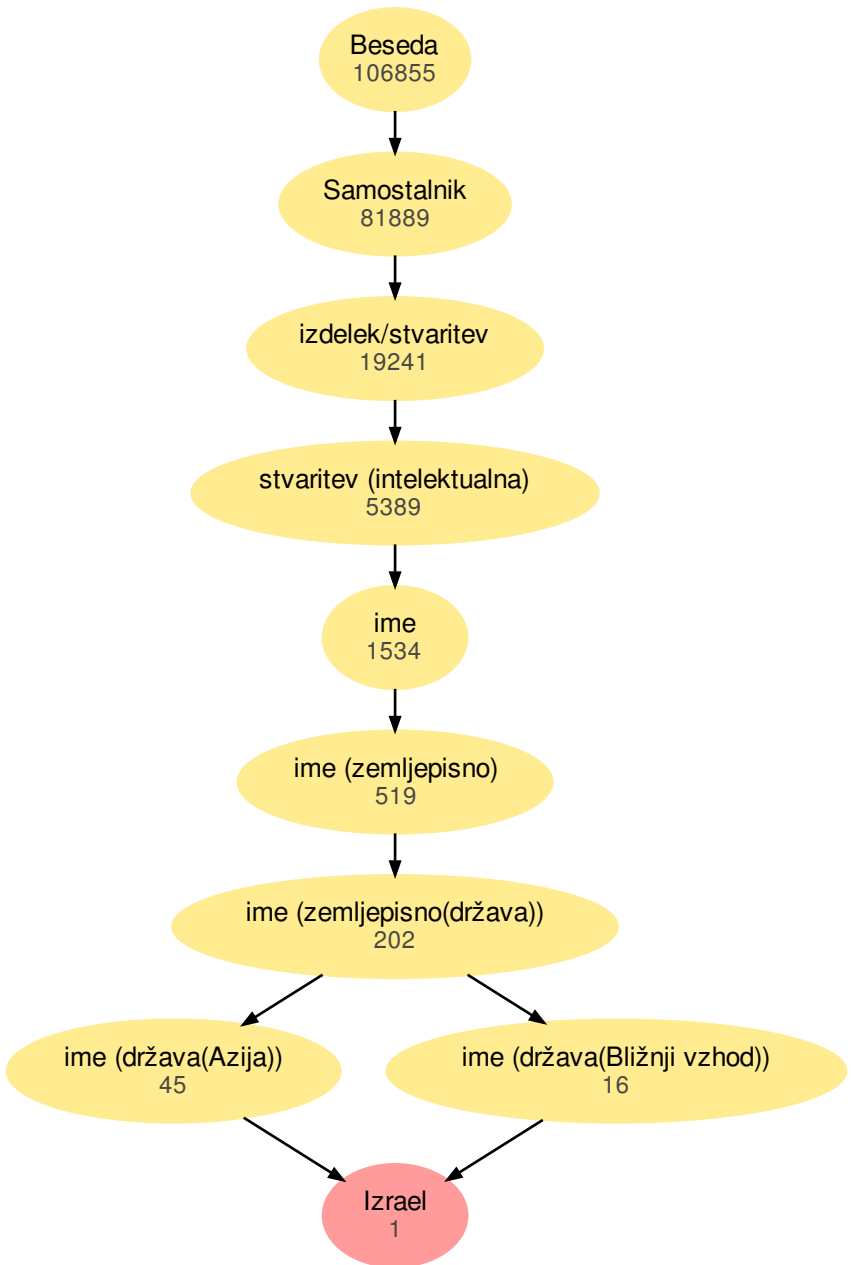 Beseda
106855
Samostalnik
81889
izdelek/stvaritev
19241
stvaritev (intelektualna)
5389
ime
1534
ime (zemljepisno)
519
ime (zemljepisno(država))
202
ime (država(Azija))
45
ime (država(Bližnji vzhod))
16
Izrael
1